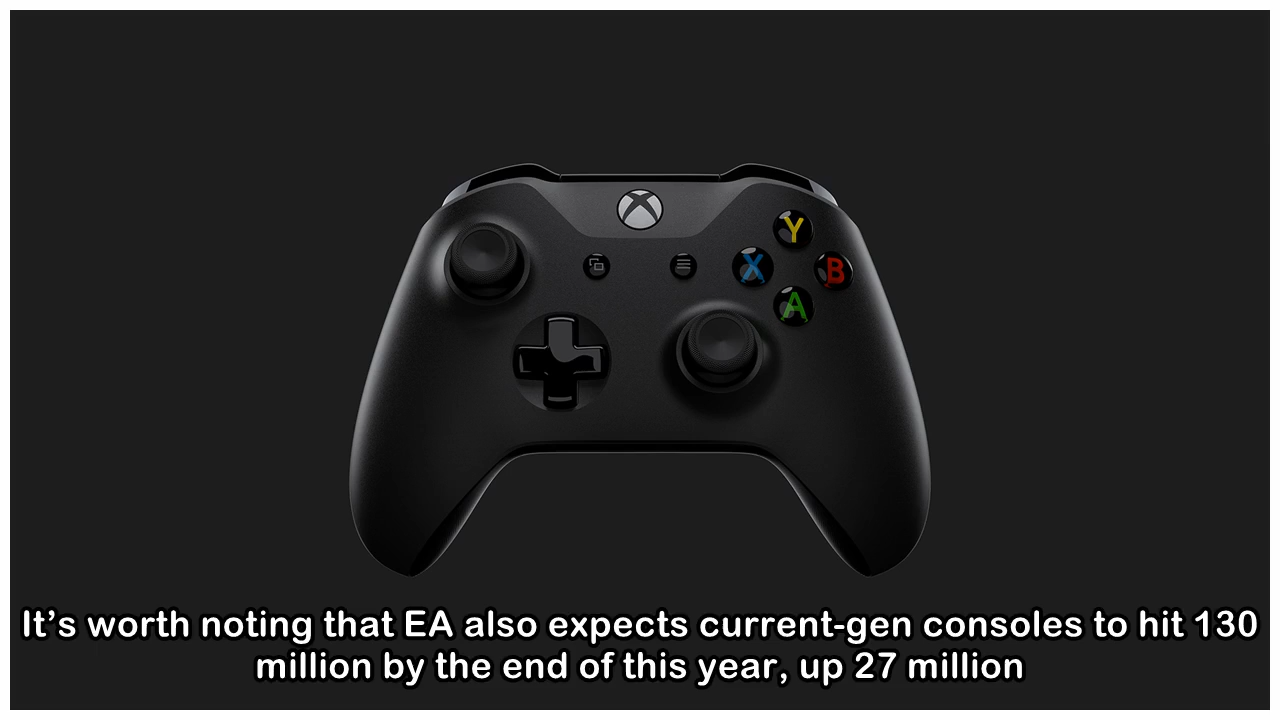 Y
X
B
A
It’s worth noting that EA also expects current-gen consoles to hit 130
million by the end of this year, up 27 million